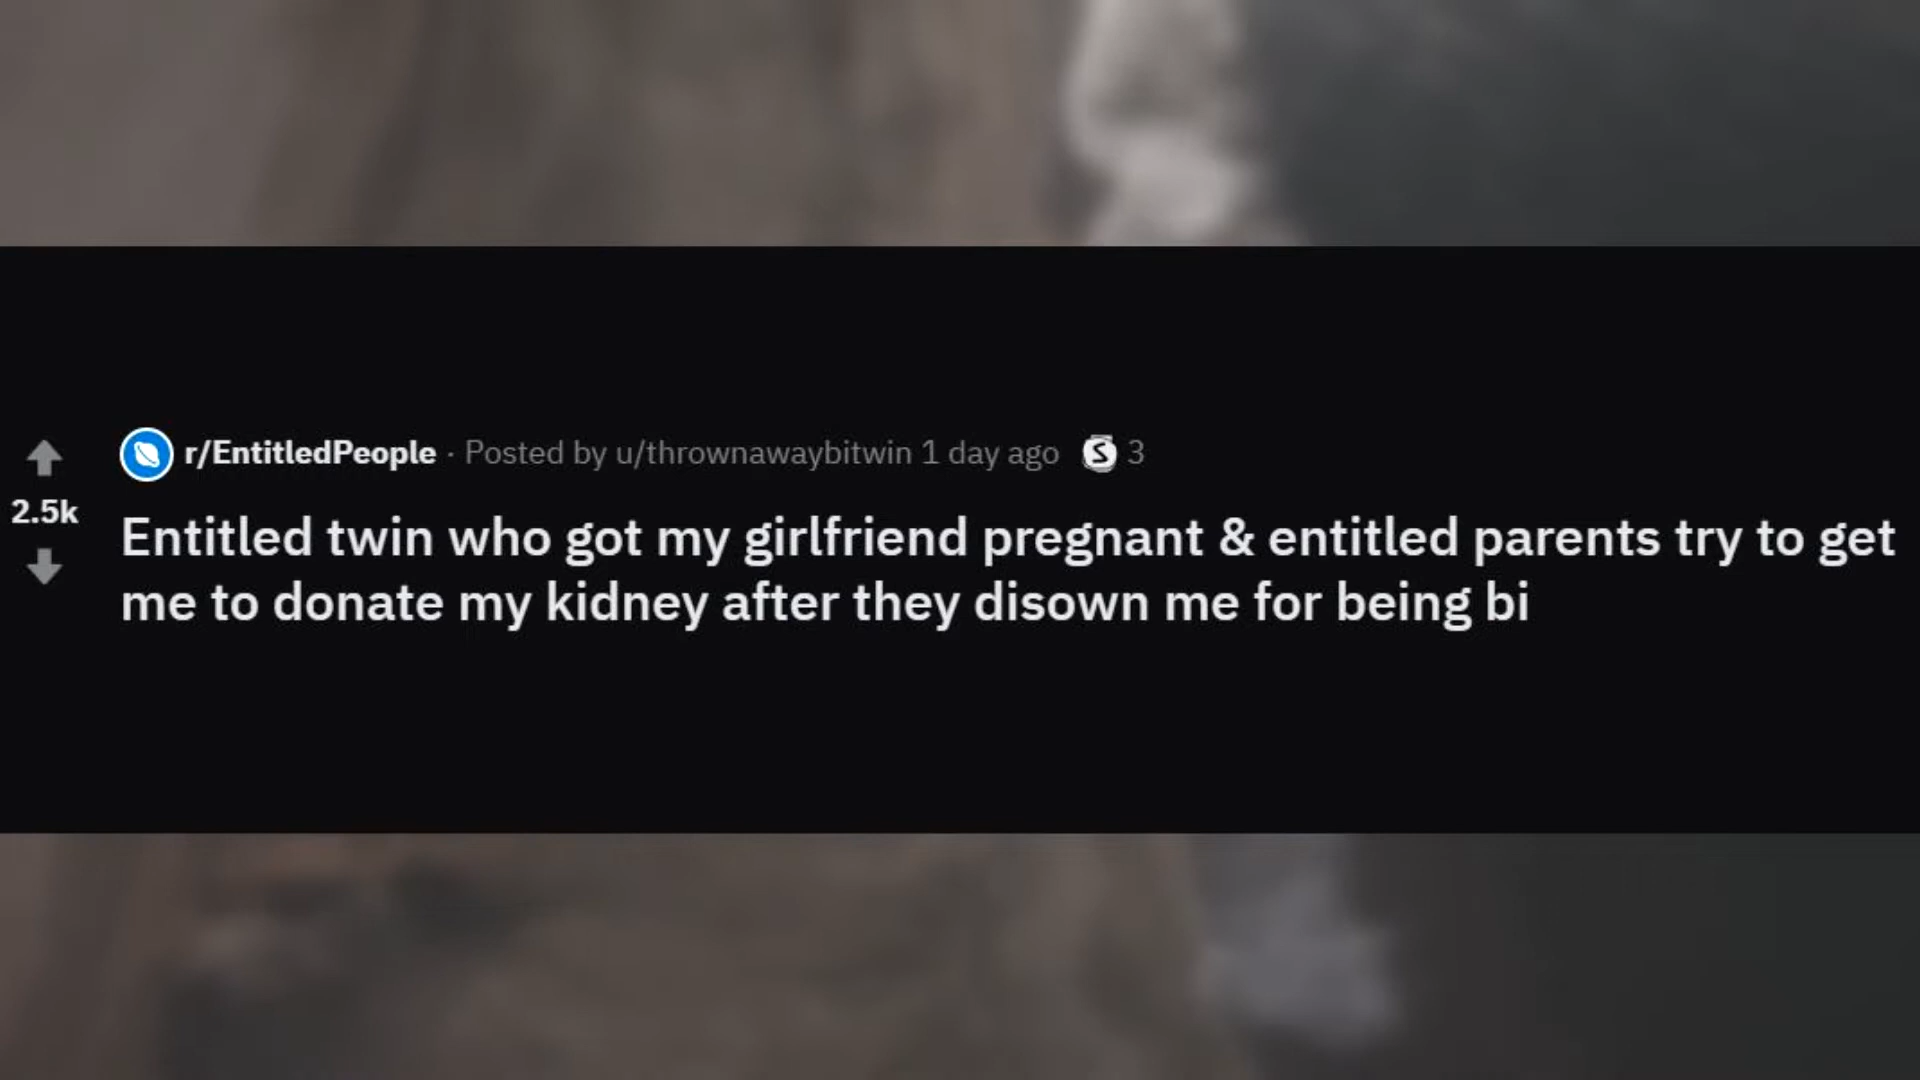 r/EntitledPeople · Posted by u/thrownawaybitwin 1 day ago S 3
2.5k
Entitled twin who got my girlfriend pregnant & entitled parents try to get
me to donate my kidney after they disown me for being bi